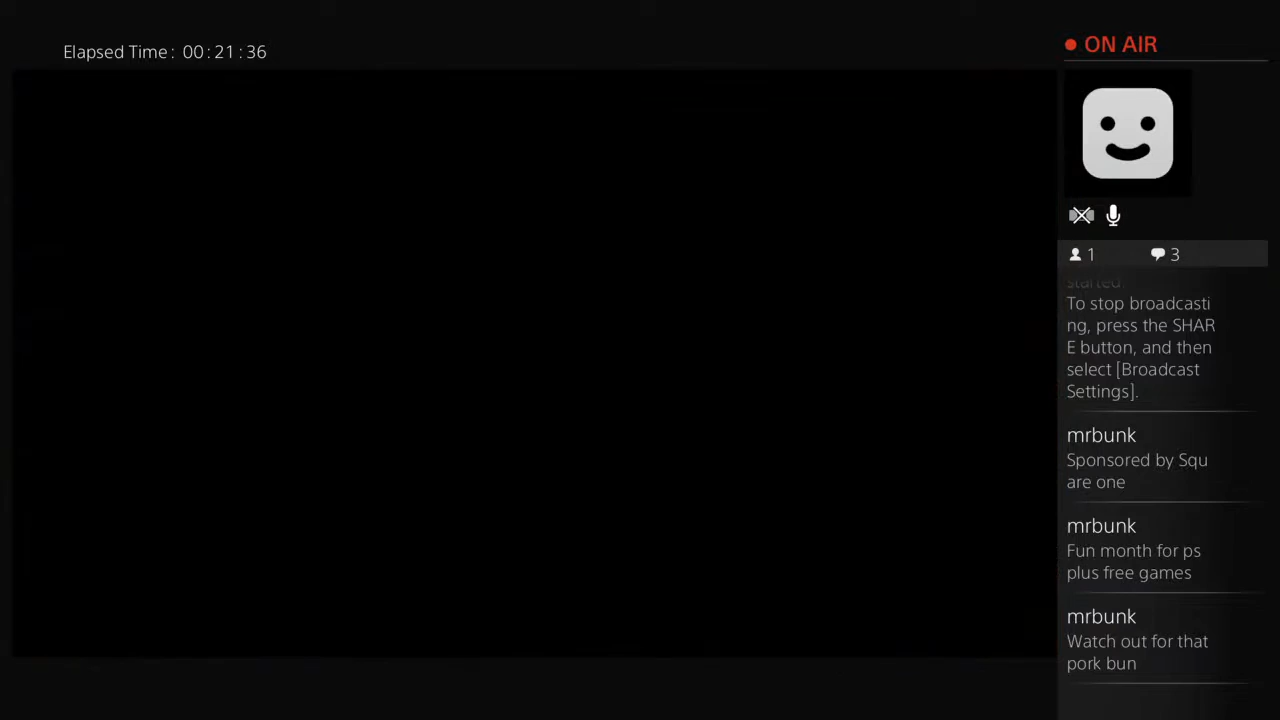 Elapsed Time: 00:21:36
ON AIR
1 3
started.
To stop broadcasti
ng, press the SHAR
E button, and then
select [Broadcast
Settings].
mrbunk
Sponsored by Squ
are one
mrbunk
Fun month for ps
plus free games
mrbunk
Watch out for that
pork bun